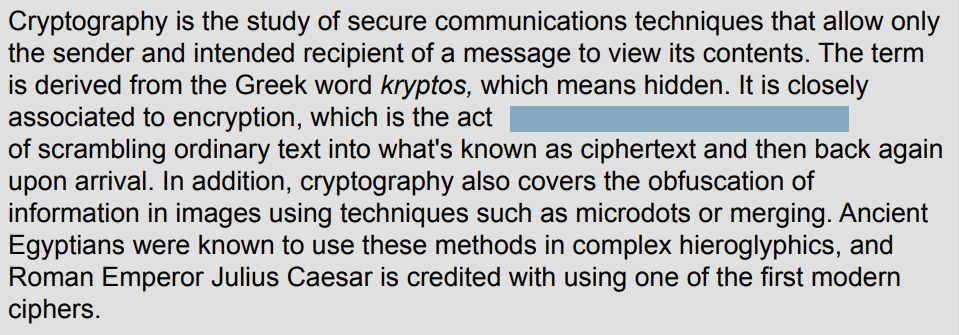 Cryptography is the study of secure communications techniques that allow only
the sender and intended recipient of a message to view its contents. The term
is derived from the Greek word kryptos, which means hidden. It is closely
associated to encryption, which is the act
of scrambling ordinary text into what's known as ciphertext and then back again
upon arrival. In addition, cryptography also covers the obfuscation of
information in images using techniques such as microdots or merging. Ancient
Egyptians were known to use these methods in complex hieroglyphics, and
Roman Emperor Julius Caesar is credited with using one of the first modern
ciphers.